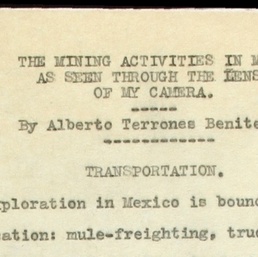 THE MINING ACTIVITIES IN M
AS SEEN THROUGH THE LENS
OF MY CAMERA.
By Alberto Terrones Benite
TRANSPORTATION.
ploration in Mexico is bound
ation: mule-freighting, truc